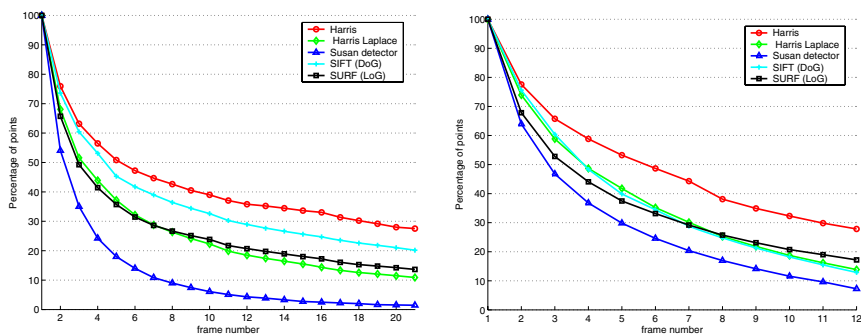 100
90
80
70
60
50
40
30
20
10
0
2 4 6 8 10 12 14 16 18 20
frame number
Percentage of points
Harris
Harris Laplace
Susan detector
SIFT (DoG)
SURF (LoG)
100
90
80
70
60
50
40
30
20
10
0
1 2 3 4 5 6 7 8 9 10 11 12
frame number
Percentage of points
Harris
Harris Laplace
Susan detector
SIFT (DoG)
SURF (LoG)